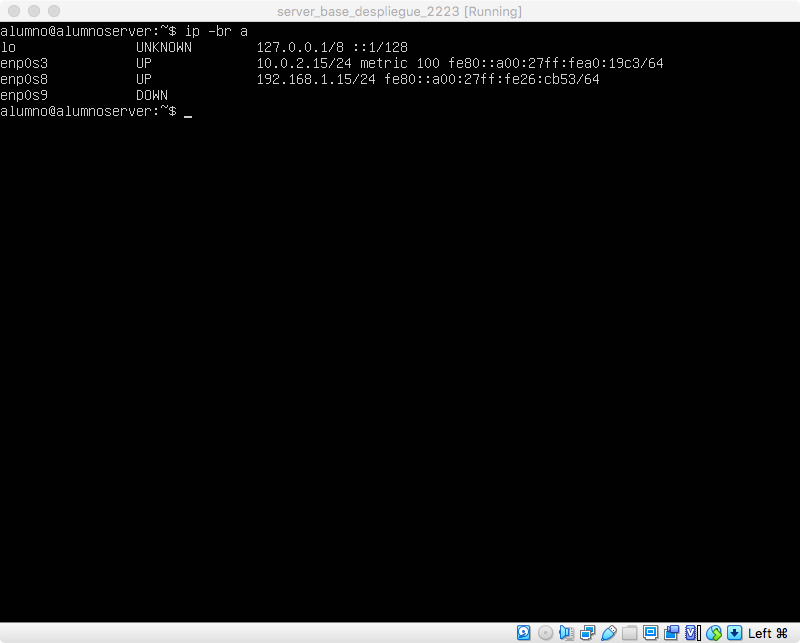 server_base_despliegue_2223 [Running]
alumno@alumnoserver:~$ ip -br a
lo UNKNOWN 127.0.0.1/8 ::1/128
enp0s3 UP 10.0.2.15/24 metric 100 fe80::a00:27ff:fea0:19c3/64
enp0s8 UP 192.168.1.15/24 fe80::a00:27ff:fe26:cb53/64
enp0s9 DOWN
alumno@alumnoserver:~$ _
Left ⌘